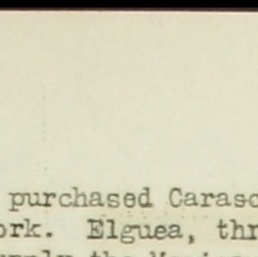 purchased Carasc
ork. Elguea, thr